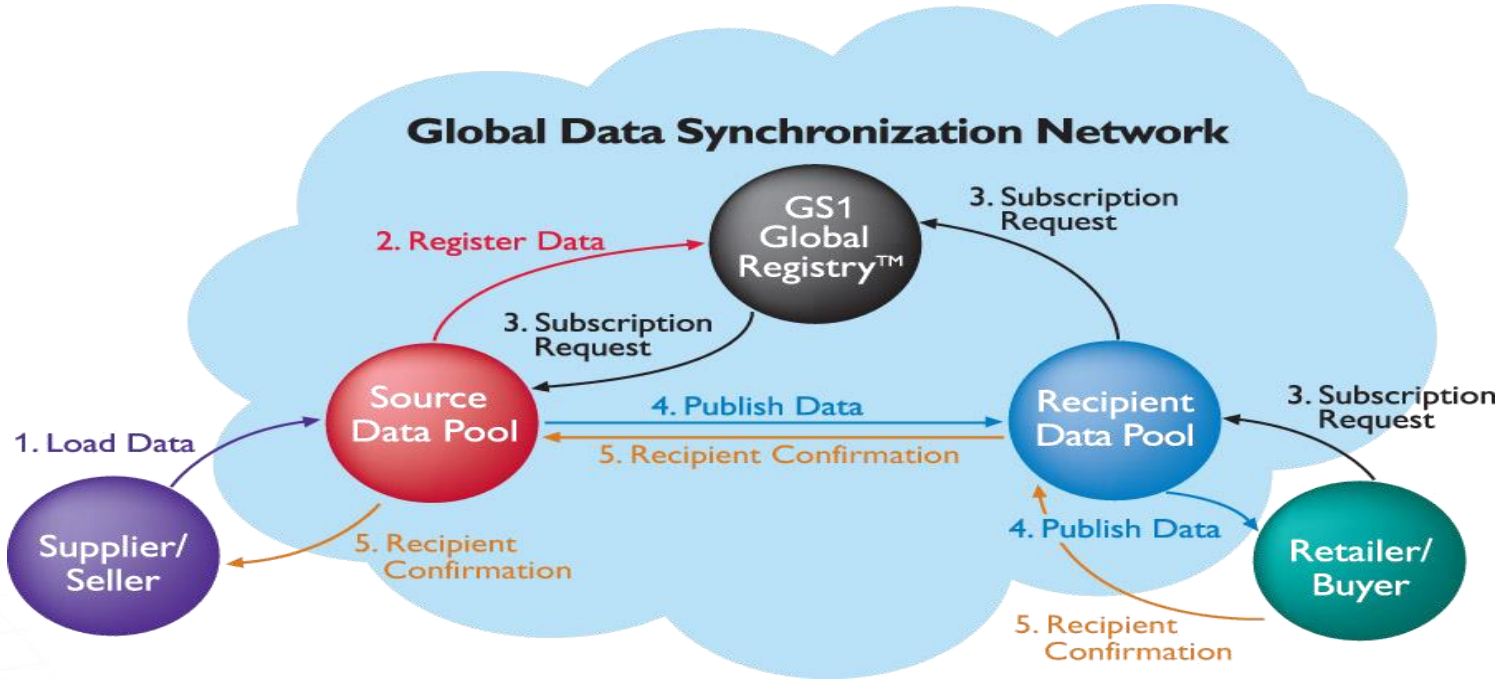 Global Data Synchronization Network
GS1
Global
Registry™
3. Subscription
Request
2. Register Data
3. Subscription
Request
Source
Data Pool
4. Publish Data
5. Recipient Confirmation
Recipient
Data Pool
3. Subscription
Request
1. Load Data
Supplier/
Seller
5. Recipient
Confirmation
4. Publish Data
Retailer/
Buyer
5. Recipient
Confirmation